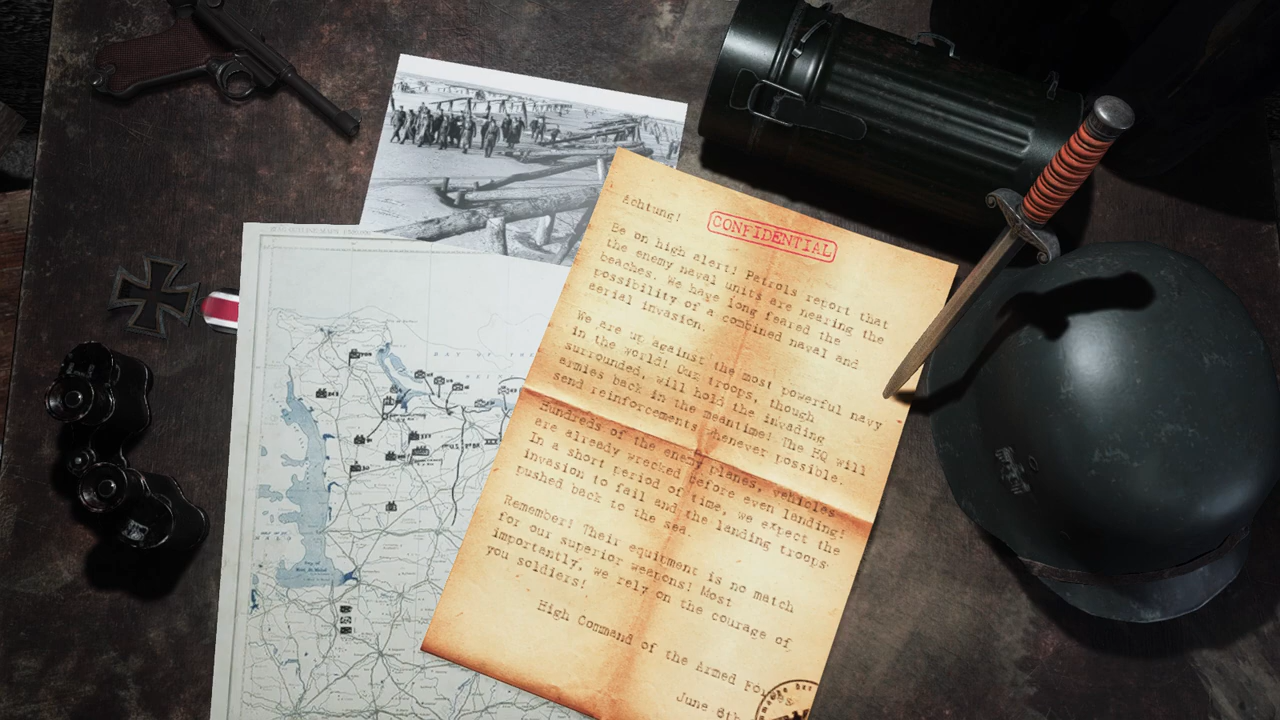 Achtung!
CONFIDENTIAL
Be on high alert! Patrols report that
the enemy naval units are nearing the
beaches. We have long feared the
possibility of a combined naval and
aerial invasion.
We are up against the most powerful navy
in the world! Our troops, though
surrounded, will hold the invading
armies back in the meantime! The HQ will
send reinforcements whenever possible.
Hundreds of the enemy planes, vehicles
are already wrecked before even landing!
In a short period of time, we expect the
invasion to fail and the landing troops
pushed back to the sea.
Remember! Their equipment is no match
for our superior weapons! Most
importantly, we rely on the courage of
you soldiers!
High Command of the Armed Forces
June 6th
BAY OF THE